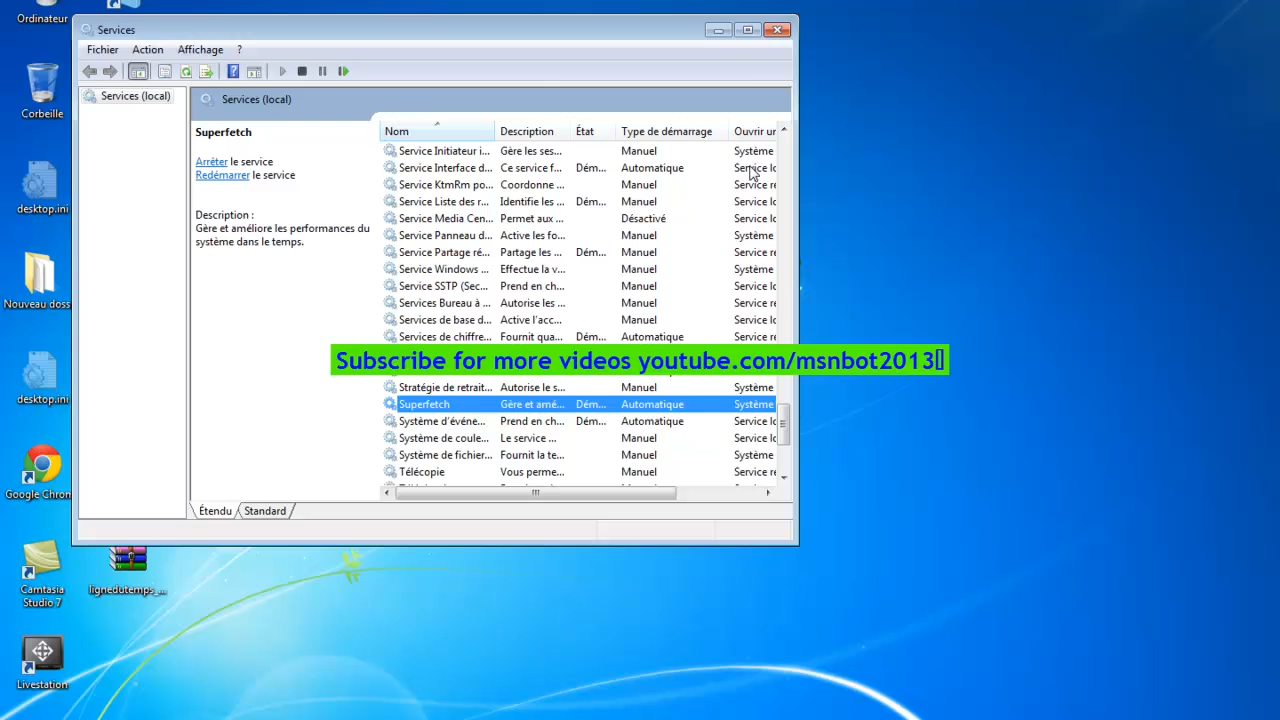 Ordinateur
Services
Fichier Action Affichage ?
Services (local)
Services (local)
Corbeille
Superfetch
Arrêter le service
Redémarrer le service
Description :
Gère et améliore les performances du
système dans le temps.
Nom Description État Type de démarrage Ouvrir ur
Service Initiateur i... Gère les ses... Manuel Système
Service Interface d... Ce service f... Dém... Automatique Service lc
Service KtmRm po... Coordonne ... Manuel Service re
Service Liste des r... Identifie les ... Dém... Manuel Service lc
Service Media Cen... Permet aux ... Désactivé Service lc
Service Panneau d... Active les fo... Manuel Système
Service Partage ré... Partage les ... Dém... Manuel Service re
Service Windows ... Effectue la v... Manuel Système
Service SSTP (Sec... Prend en ch... Manuel Service lc
Services Bureau à ... Autorise les ... Manuel Service re
Services de base d... Active l'acc... Manuel Service lc
Services de chiffre... Fournit qua... Dém... Automatique Service re
Subscribe for more videos youtube.com/msnbot2013
Stratégie de retrait... Autorise le s... Manuel Système
Superfetch Gère et amé... Dém... Automatique Système
Système d'événe... Prend en ch... Dém... Automatique Service lc
Système de coule... Le service ... Manuel Service lc
Système de fichier... Fournit la te... Manuel Système
Télécopie Vous perme... Manuel Service re
Étendu Standard
desktop.ini
Nouveau doss
desktop.ini
Google Chron
Camtasia
Studio 7
lignedutemps_...
Livestation